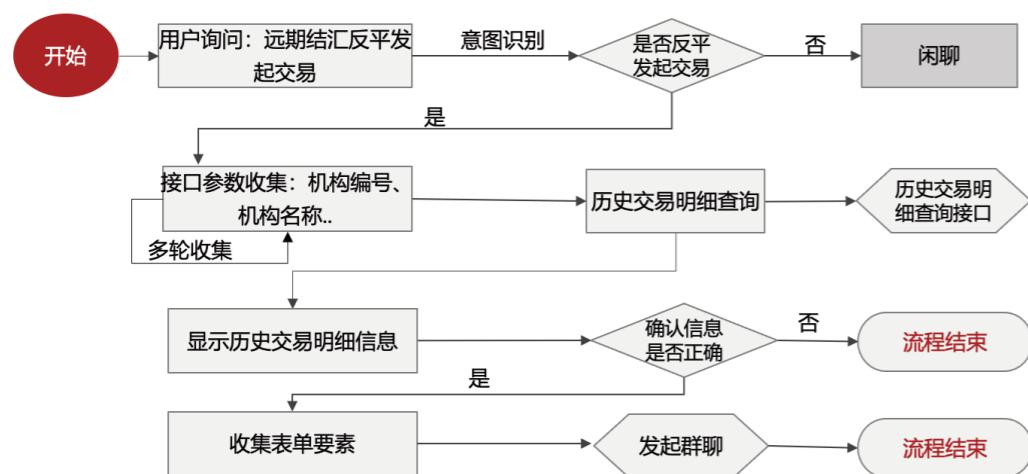 开始
用户询问：远期结汇反平发
起交易
意图识别
是否反平
发起交易
否
闲聊
是
接口参数收集：机构编号、
机构名称..
多轮收集
历史交易明细查询
历史交易明
细查询接口
显示历史交易明细信息
确认信息
是否正确
否
流程结束
是
收集表单要素
发起群聊
流程结束